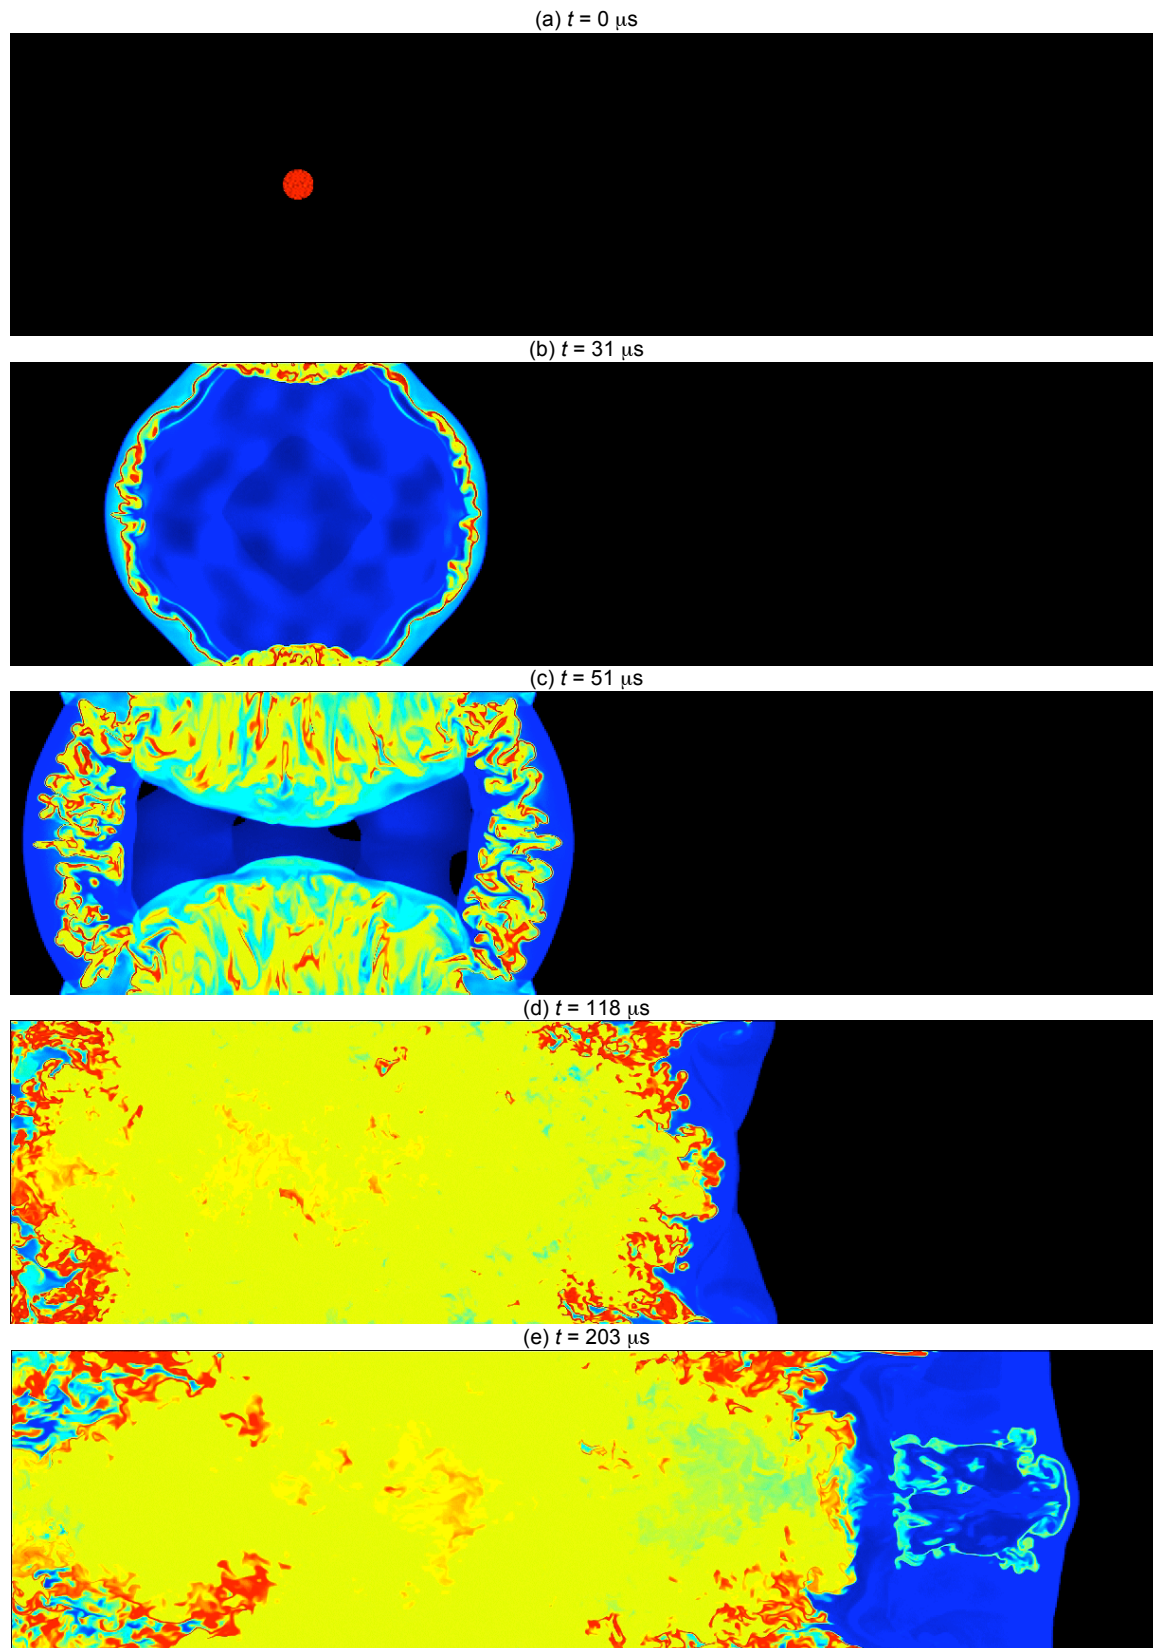 (a) t = 0 μs
(b) t = 31 μs
(c) t = 51 μs
(d) t = 118 μs
(e) t = 203 μs